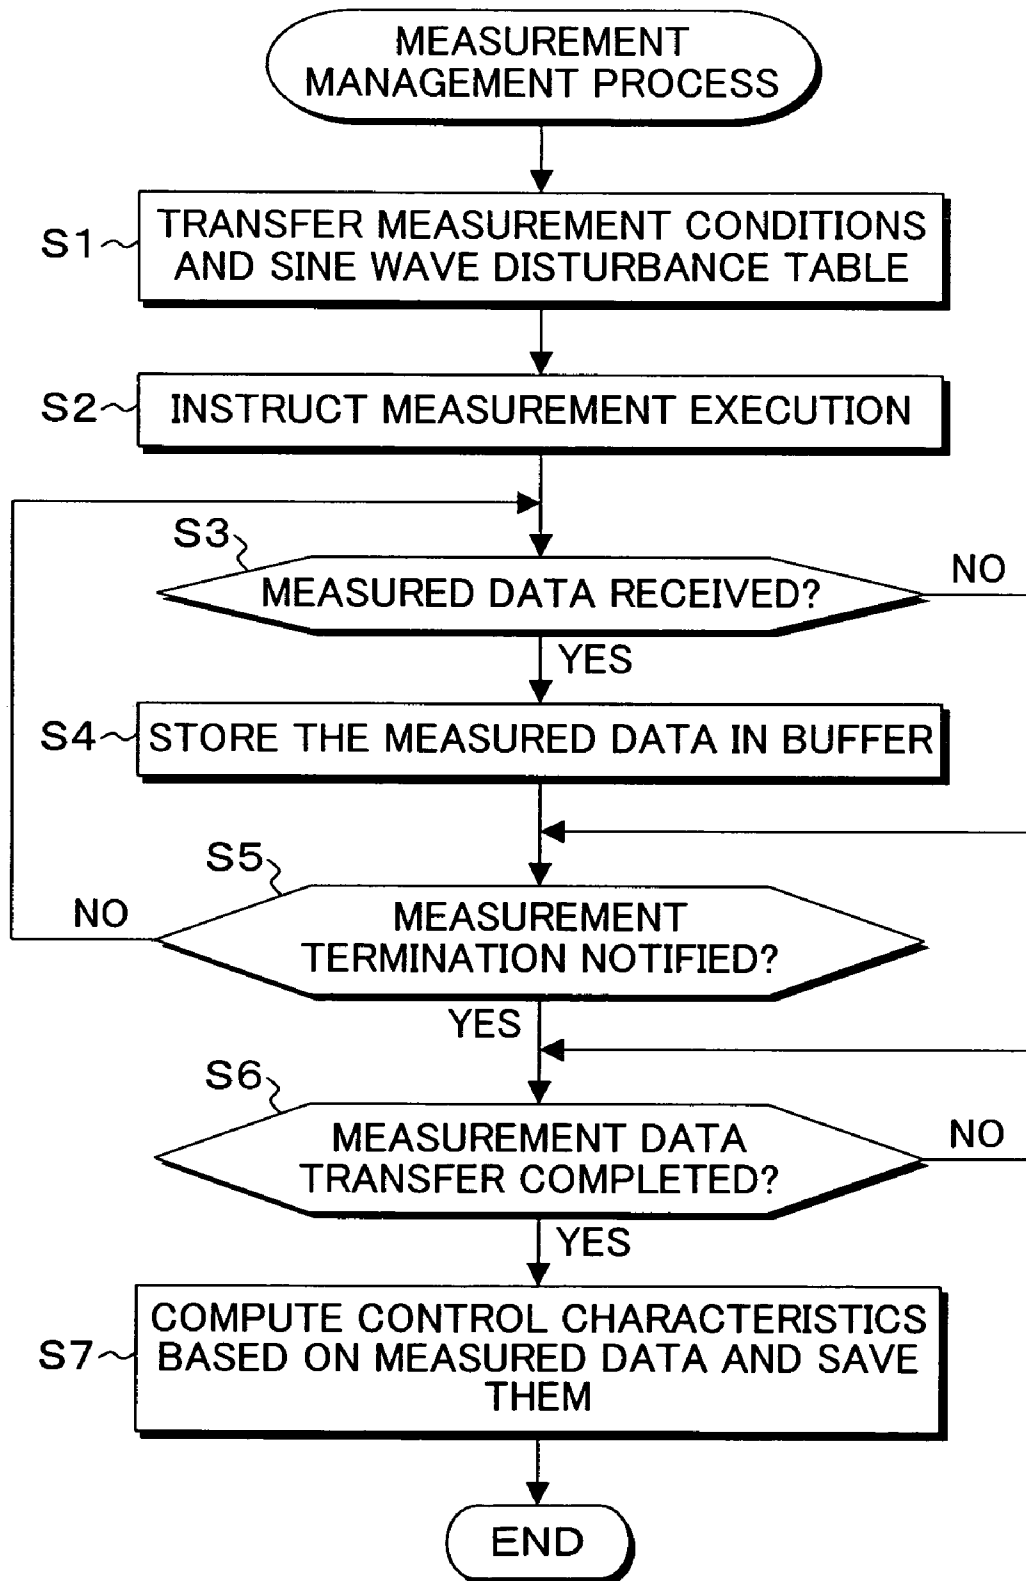 MEASUREMENT
MANAGEMENT PROCESS
S1
TRANSFER MEASUREMENT CONDITIONS
AND SINE WAVE DISTURBANCE TABLE
S2
INSTRUCT MEASUREMENT EXECUTION
S3
MEASURED DATA RECEIVED?
NO
YES
S4
STORE THE MEASURED DATA IN BUFFER
S5
NO
MEASUREMENT
TERMINATION NOTIFIED?
YES
S6
MEASUREMENT DATA
TRANSFER COMPLETED?
NO
YES
S7
COMPUTE CONTROL CHARACTERISTICS
BASED ON MEASURED DATA AND SAVE
THEM
END